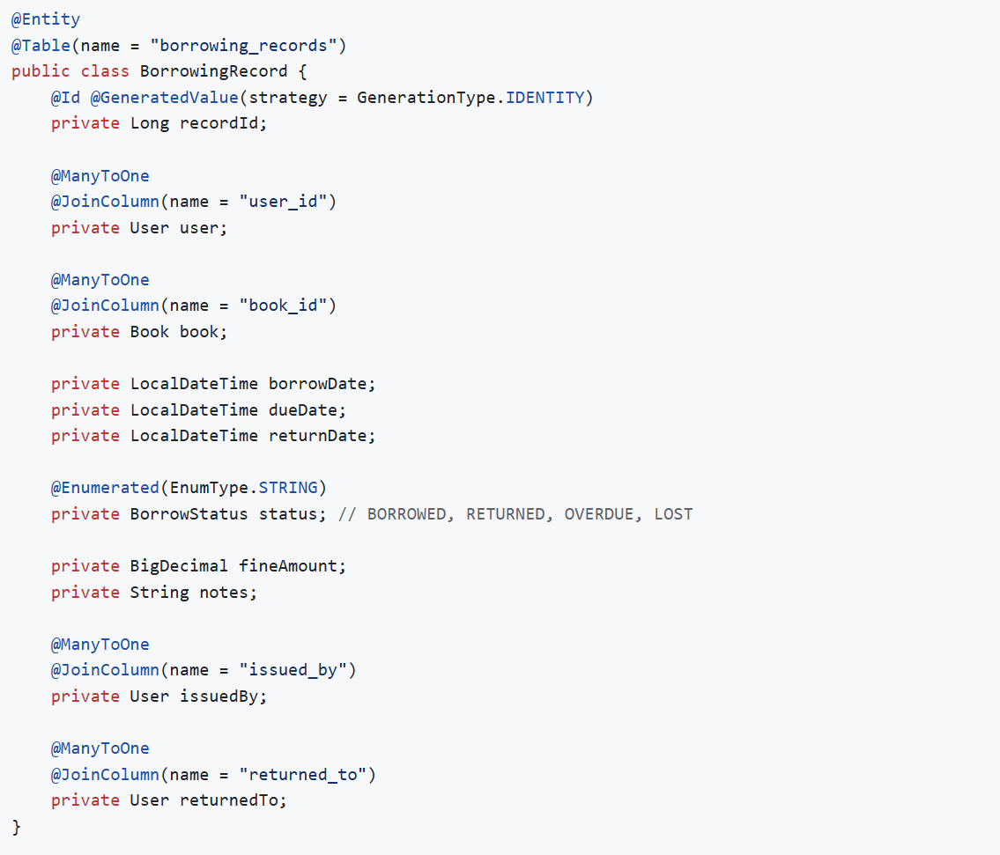 @Entity
@Table(name = "borrowing_records")
public class BorrowingRecord {
    @Id @GeneratedValue(strategy = GenerationType.IDENTITY)
    private Long recordId;

    @ManyToOne
    @JoinColumn(name = "user_id")
    private User user;

    @ManyToOne
    @JoinColumn(name = "book_id")
    private Book book;

    private LocalDateTime borrowDate;
    private LocalDateTime dueDate;
    private LocalDateTime returnDate;

    @Enumerated(EnumType.STRING)
    private BorrowStatus status; // BORROWED, RETURNED, OVERDUE, LOST

    private BigDecimal fineAmount;
    private String notes;

    @ManyToOne
    @JoinColumn(name = "issued_by")
    private User issuedBy;

    @ManyToOne
    @JoinColumn(name = "returned_to")
    private User returnedTo;
}